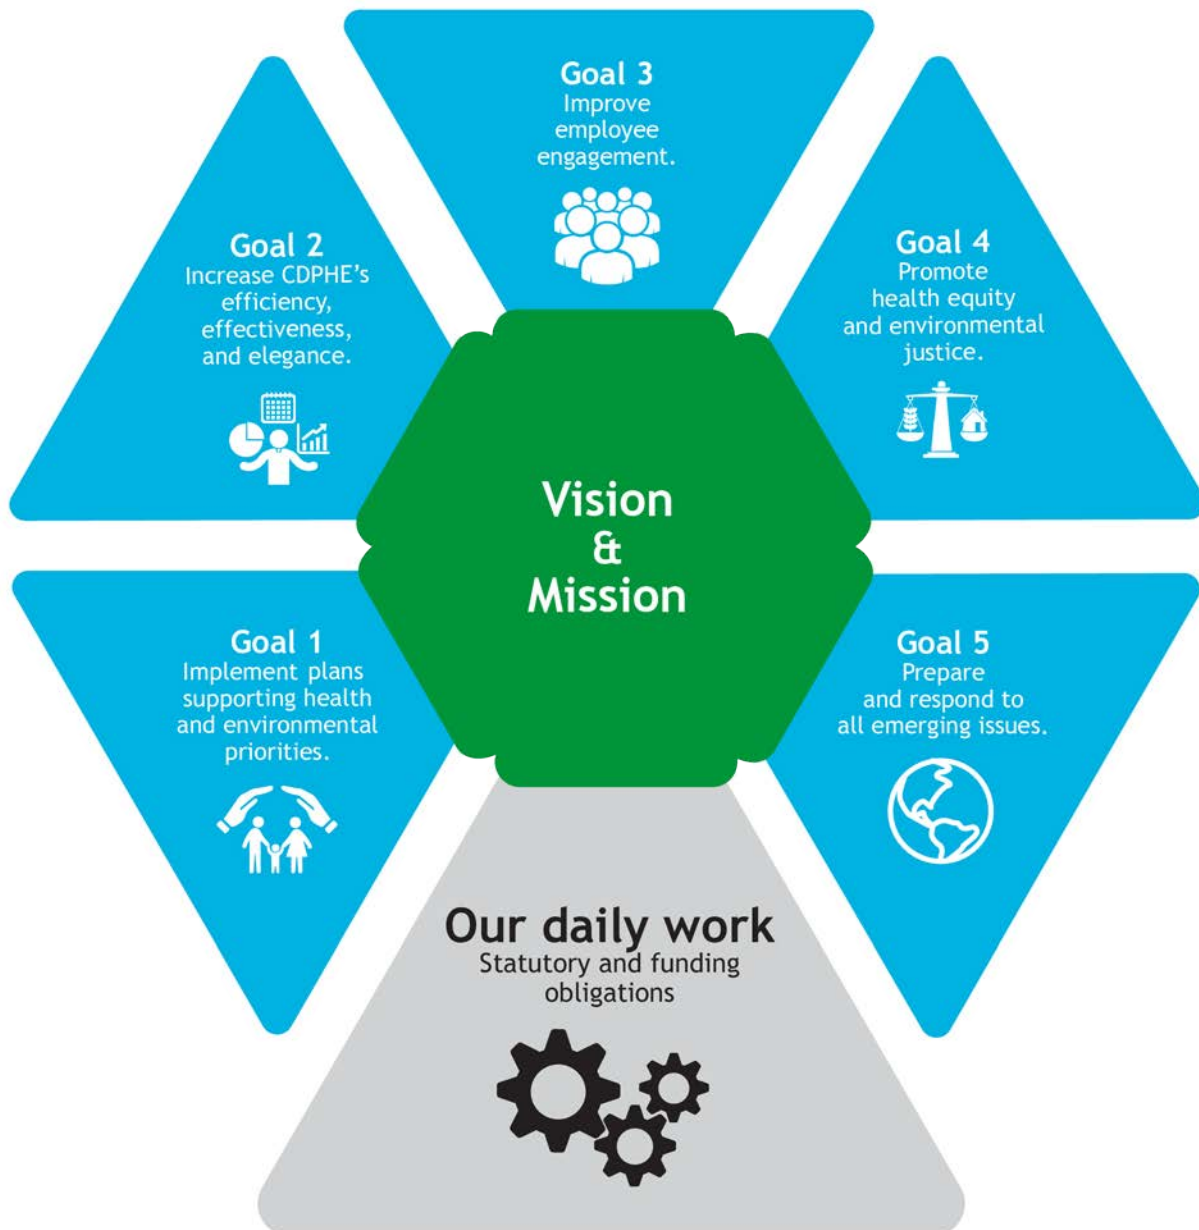 Goal 3
Improve
employee
engagement.
Goal 2
Increase CDPHE’s
efficiency,
effectiveness,
and elegance.
Goal 4
Promote
health equity
and environmental
justice.
Vision
&
Mission
Goal 1
Implement plans
supporting health
and environmental
priorities.
Goal 5
Prepare
and respond to
all emerging issues.
Our daily work
Statutory and funding
obligations